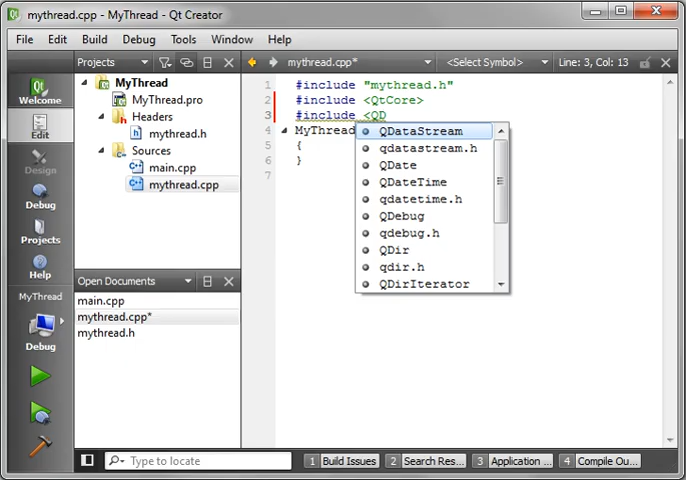 mythread.cpp - MyThread - Qt Creator
File Edit Build Debug Tools Window Help
Projects
mythread.cpp*
<Select Symbol>
Line: 3, Col: 13
Welcome
Edit
Design
Debug
Projects
Help
MyThread
Debug
MyThread
MyThread.pro
Headers
mythread.h
Sources
main.cpp
mythread.cpp
Open Documents
main.cpp
mythread.cpp*
mythread.h
1 #include "mythread.h"
2 #include <QtCore>
3 #include <QD
4 MyThread
5 {
6 }
7
QDataStream
qdatastream.h
QDate
QDateTime
qdatetime.h
QDebug
qdebug.h
QDir
qdir.h
QDirIterator
Type to locate
1 Build Issues 2 Search Res... 3 Application ... 4 Compile Ou...